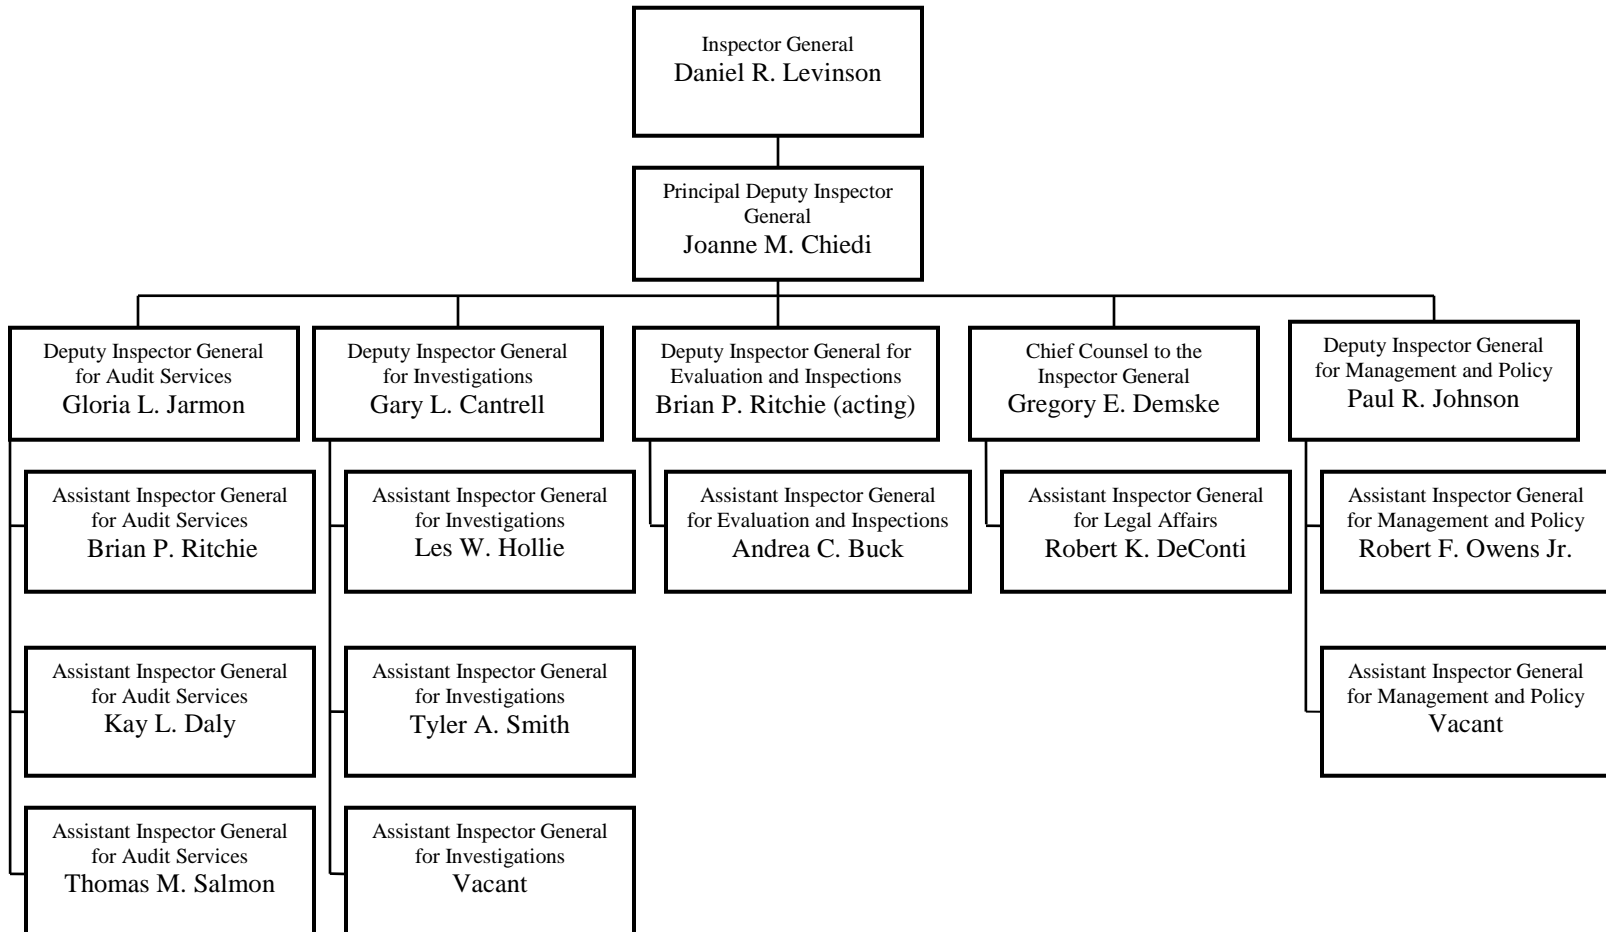 Inspector General
Daniel R. Levinson
Principal Deputy Inspector
General
Joanne M. Chiedi
Deputy Inspector General
for Audit Services
Gloria L. Jarmon
Deputy Inspector General
for Investigations
Gary L. Cantrell
Deputy Inspector General for
Evaluation and Inspections
Brian P. Ritchie (acting)
Chief Counsel to the
Inspector General
Gregory E. Demske
Deputy Inspector General
for Management and Policy
Paul R. Johnson
Assistant Inspector General
for Audit Services
Brian P. Ritchie
Assistant Inspector General
for Investigations
Les W. Hollie
Assistant Inspector General
for Evaluation and Inspections
Andrea C. Buck
Assistant Inspector General
for Legal Affairs
Robert K. DeConti
Assistant Inspector General
for Management and Policy
Robert F. Owens Jr.
Assistant Inspector General
for Audit Services
Kay L. Daly
Assistant Inspector General
for Investigations
Tyler A. Smith
Assistant Inspector General
for Management and Policy
Vacant
Assistant Inspector General
for Audit Services
Thomas M. Salmon
Assistant Inspector General
for Investigations
Vacant